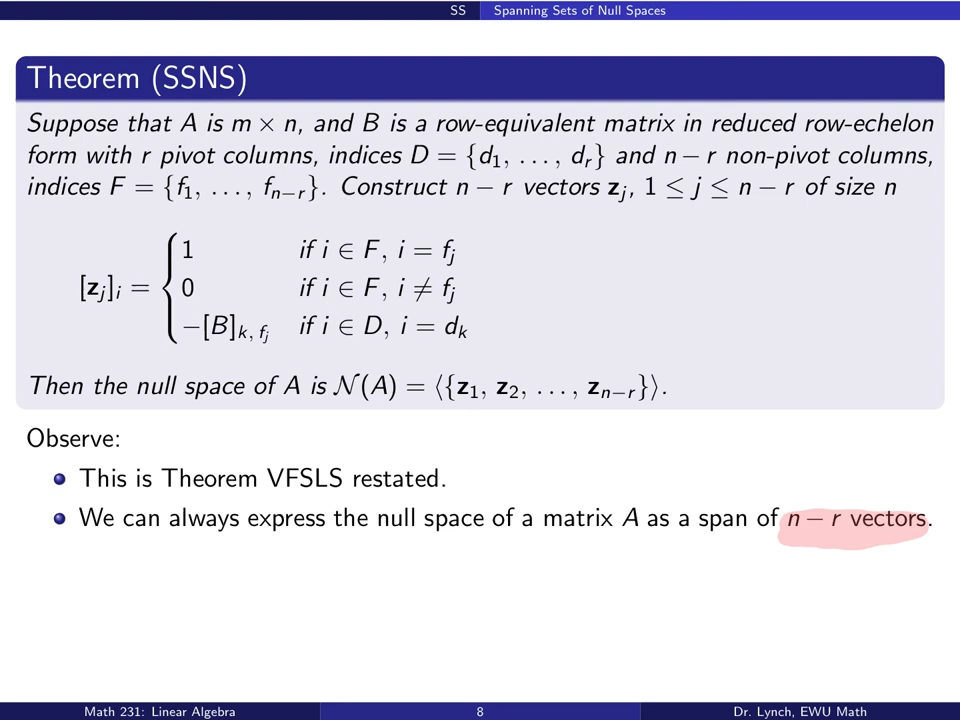 SS Spanning Sets of Null Spaces
Theorem (SSNS)
Suppose that A is m × n, and B is a row-equivalent matrix in reduced row-echelon
form with r pivot columns, indices D = {d₁, . . . , dᵣ} and n − r non-pivot columns,
indices F = {f₁, . . . , fₙ₋ᵣ}. Construct n − r vectors zⱼ, 1 ≤ j ≤ n − r of size n
1 if i ∈ F, i = fⱼ
[zⱼ]ᵢ = { 0 if i ∈ F, i ≠ fⱼ
−[B]ₖ, fⱼ if i ∈ D, i = dₖ
Then the null space of A is N(A) = ⟨{z₁, z₂, . . . , zₙ₋ᵣ}⟩.
Observe:
This is Theorem VFSLS restated.
We can always express the null space of a matrix A as a span of n − r vectors.
Math 231: Linear Algebra 8 Dr. Lynch, EWU Math